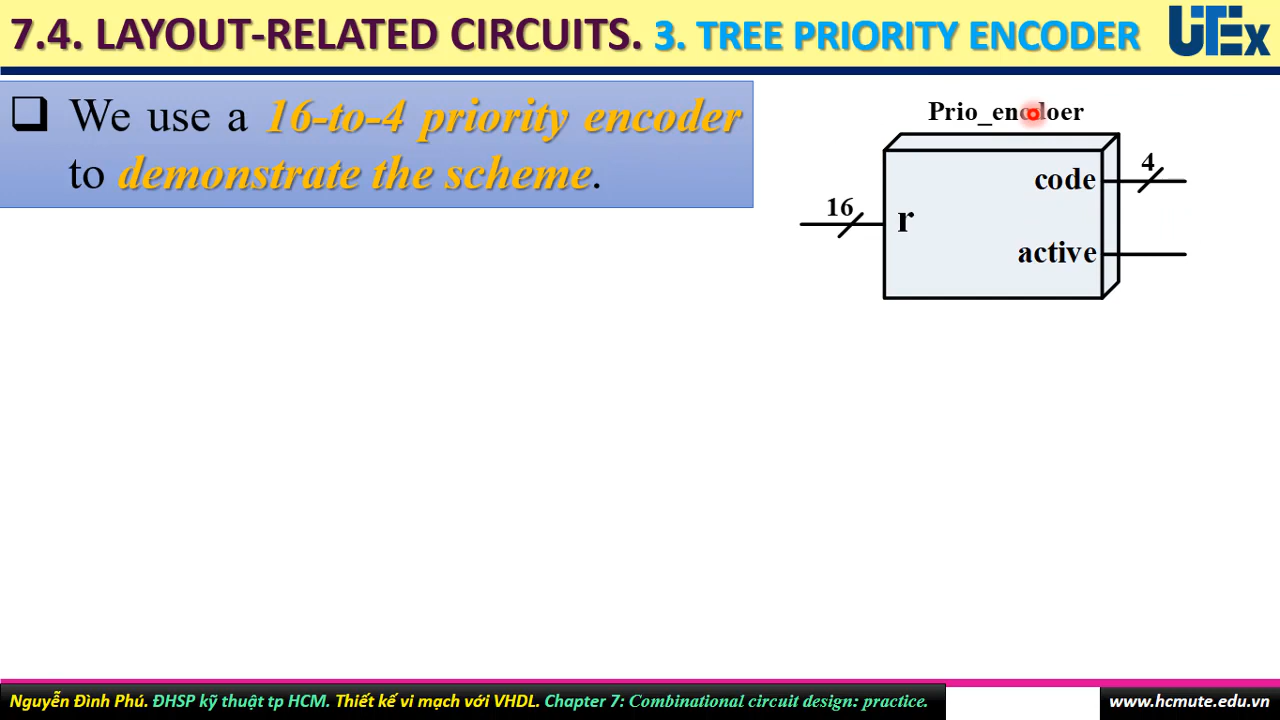 7.4. LAYOUT-RELATED CIRCUITS. 3. TREE PRIORITY ENCODER
UTEx
❑ We use a 16-to-4 priority encoder
to demonstrate the scheme.
Prio_encdoer
16
r
code
4
active
Nguyễn Đình Phú. ĐHSP kỹ thuật tp HCM. Thiết kế vi mạch với VHDL. Chapter 7: Combinational circuit design: practice.
www.hcmute.edu.vn